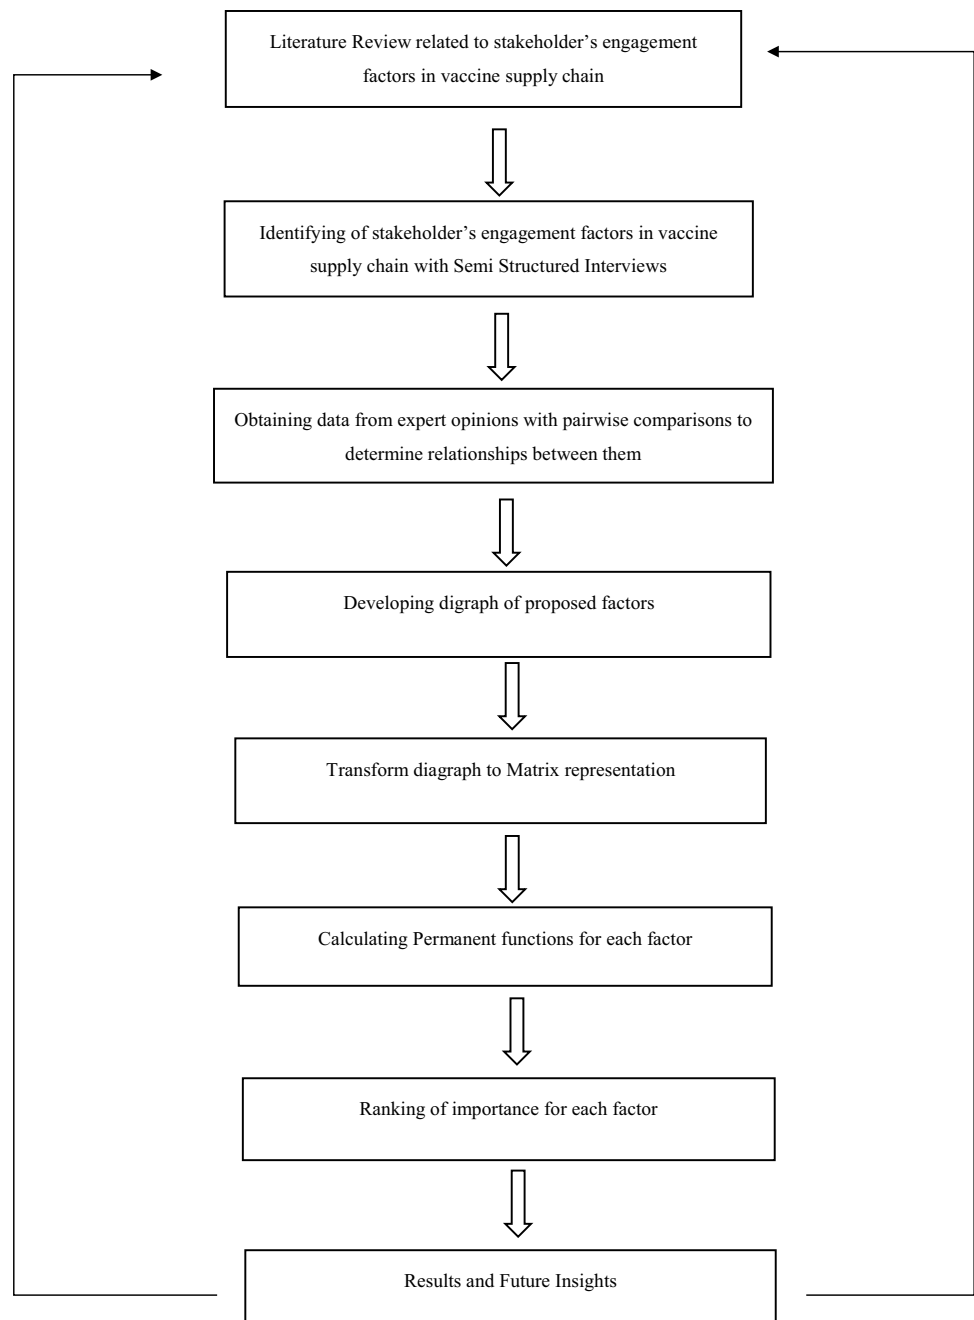 Literature Review related to stakeholder’s engagement
factors in vaccine supply chain
Identifying of stakeholder’s engagement factors in vaccine
supply chain with Semi Structured Interviews
Obtaining data from expert opinions with pairwise comparisons to
determine relationships between them
Developing digraph of proposed factors
Transform diagraph to Matrix representation
Calculating Permanent functions for each factor
Ranking of importance for each factor
Results and Future Insights